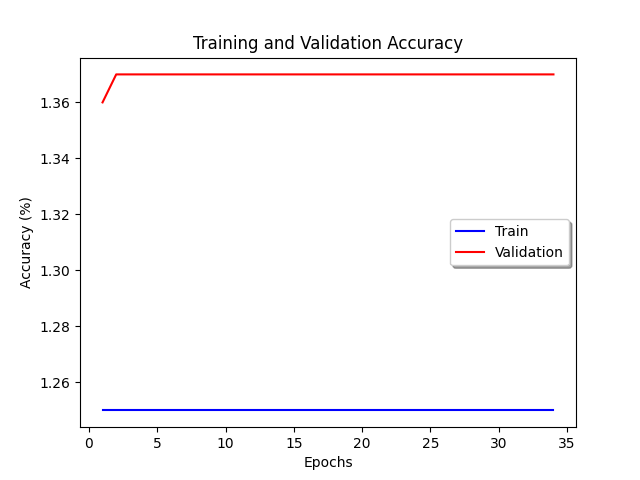 Training and Validation Accuracy
Accuracy (%)
1.36
1.34
1.32
1.30
1.28
1.26
Train
Validation
0 5 10 15 20 25 30 35
Epochs